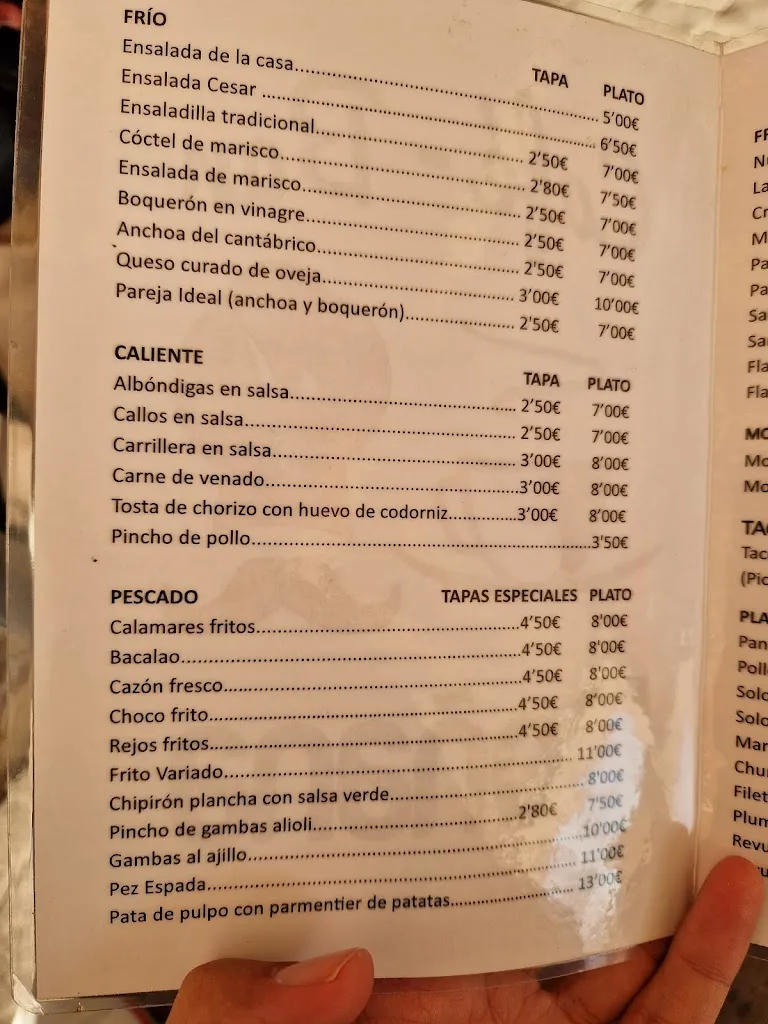 FRÍO TAPA PLATO
Ensalada de la casa.......... 5'00€
Ensalada Cesar .......... 6'50€
Ensaladilla tradicional.......... 2'50€ 7'00€
Cóctel de marisco.......... 2'80€ 7'50€
Ensalada de marisco.......... 2'50€ 7'00€
Boquerón en vinagre.......... 2'50€ 7'00€
Anchoa del cantábrico.......... 2'50€ 7'00€
Queso curado de oveja.......... 3'00€ 10'00€
Pareja Ideal (anchoa y boquerón).......... 2'50€ 7'00€
CALIENTE TAPA PLATO
Albóndigas en salsa.......... 2'50€ 7'00€
Callos en salsa.......... 2'50€ 7'00€
Carrillera en salsa.......... 3'00€ 8'00€
Carne de venado.......... 3'00€ 8'00€
Tosta de chorizo con huevo de codorniz.......... 3'00€ 8'00€
Pincho de pollo.......... 3'50€
PESCADO TAPAS ESPECIALES PLATO
Calamares fritos.......... 4'50€ 8'00€
Bacalao.......... 4'50€ 8'00€
Cazón fresco.......... 4'50€ 8'00€
Choco frito.......... 4'50€ 8'00€
Rejos fritos.......... 4'50€ 8'00€
Frito Variado.......... 11'00€
Chipirón plancha con salsa verde.......... 8'00€
Pincho de gambas alioli.......... 2'80€ 7'50€
Gambas al ajillo.......... 10'00€
Pez Espada.......... 11'00€
Pata de pulpo con parmentier de patatas.......... 13'00€